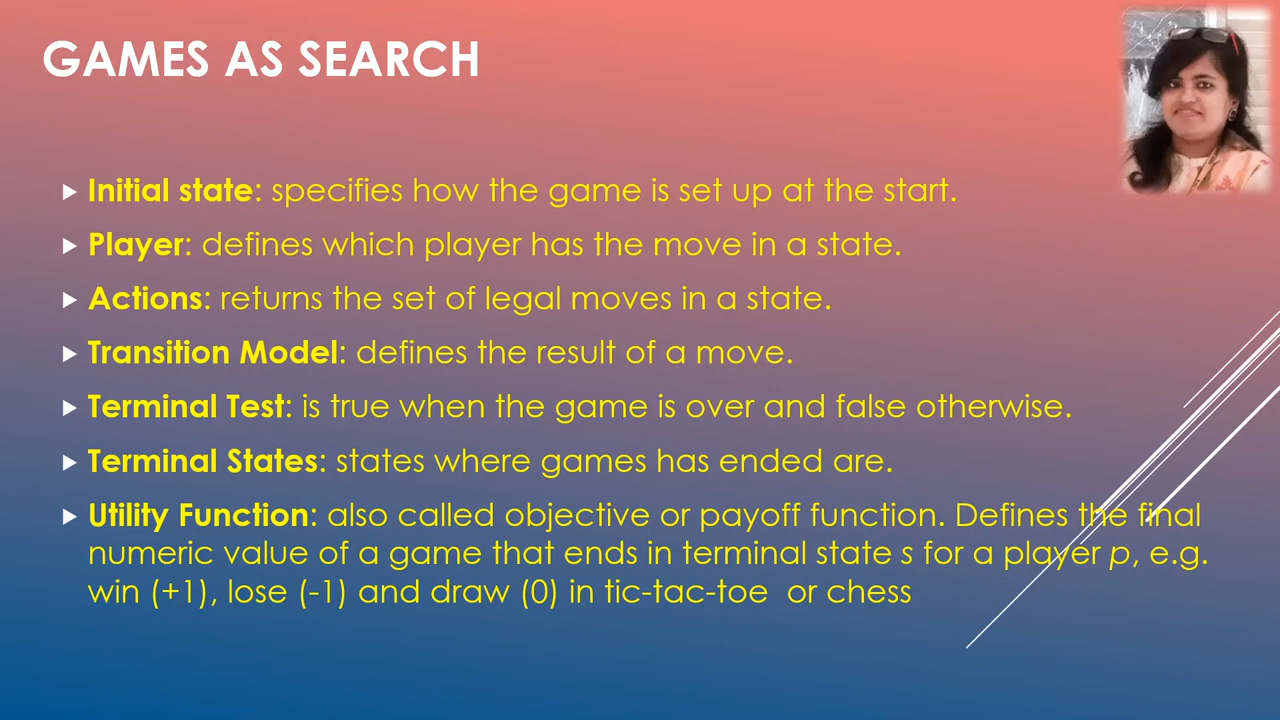 GAMES AS SEARCH
Initial state: specifies how the game is set up at the start.
Player: defines which player has the move in a state.
Actions: returns the set of legal moves in a state.
Transition Model: defines the result of a move.
Terminal Test: is true when the game is over and false otherwise.
Terminal States: states where games has ended are.
Utility Function: also called objective or payoff function. Defines the final
numeric value of a game that ends in terminal state s for a player p, e.g.
win (+1), lose (-1) and draw (0) in tic-tac-toe  or chess